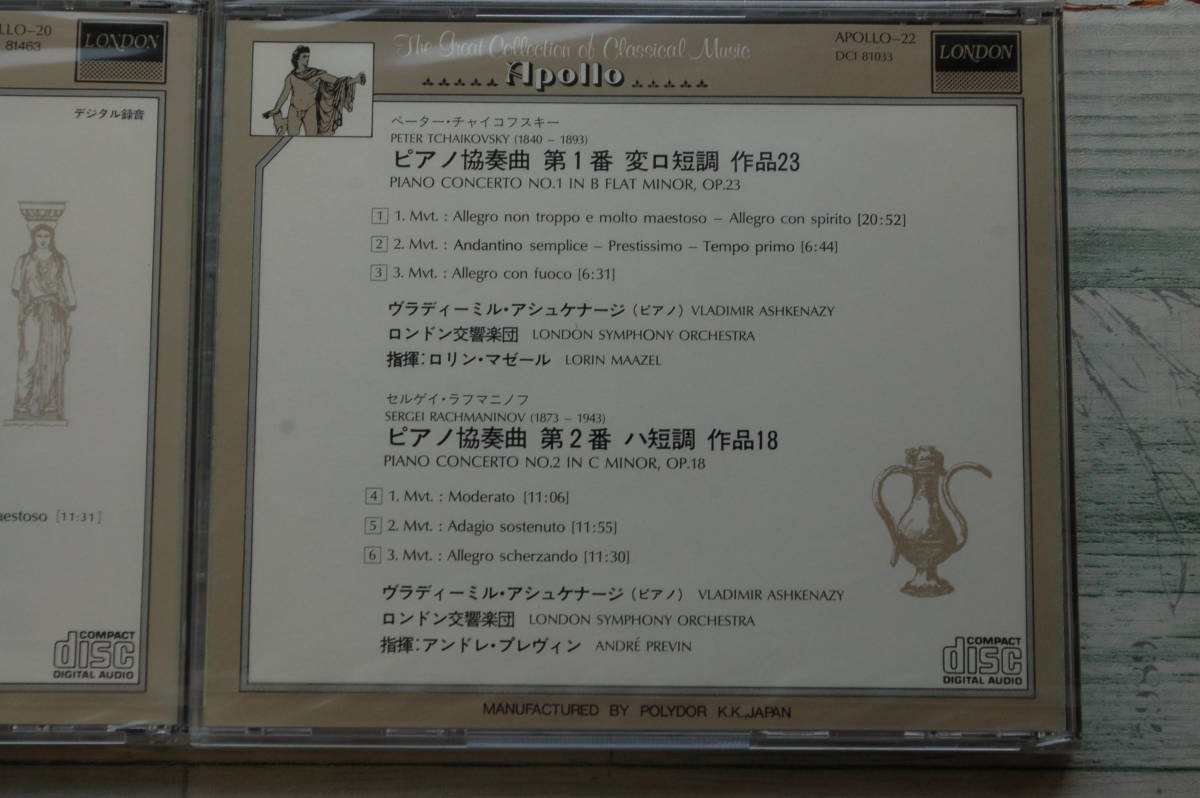 LLO-20
81463
LONDON
デジタル録音
aestoso [11:31]
COMPACT
disc
DIGITAL AUDIO
The Great Collection of Classical Music
Apollo
APOLLO-22
DCI 81033
LONDON
ペーター・チャイコフスキー
PETER TCHAIKOVSKY (1840 – 1893)
ピアノ協奏曲 第1番 変ロ短調 作品23
PIANO CONCERTO NO.1 IN B FLAT MINOR, OP.23
1 1. Mvt. : Allegro non troppo e molto maestoso – Allegro con spirito [20:52]
2 2. Mvt. : Andantino semplice – Prestissimo – Tempo primo [6:44]
3 3. Mvt. : Allegro con fuoco [6:31]
ヴラディーミル・アシュケナージ (ピアノ) VLADIMIR ASHKENAZY
ロンドン交響楽団 LONDON SYMPHONY ORCHESTRA
指揮:ロリン・マゼール LORIN MAAZEL
セルゲイ・ラフマニノフ
SERGEI RACHMANINOV (1873 – 1943)
ピアノ協奏曲 第2番 ハ短調 作品18
PIANO CONCERTO NO.2 IN C MINOR, OP.18
4 1. Mvt. : Moderato [11:06]
5 2. Mvt. : Adagio sostenuto [11:55]
6 3. Mvt. : Allegro scherzando [11:30]
ヴラディーミル・アシュケナージ (ピアノ) VLADIMIR ASHKENAZY
ロンドン交響楽団 LONDON SYMPHONY ORCHESTRA
指揮:アンドレ・プレヴィン ANDRÉ PREVIN
COMPACT
disc
DIGITAL AUDIO
MANUFACTURED BY POLYDOR K.K.,JAPAN